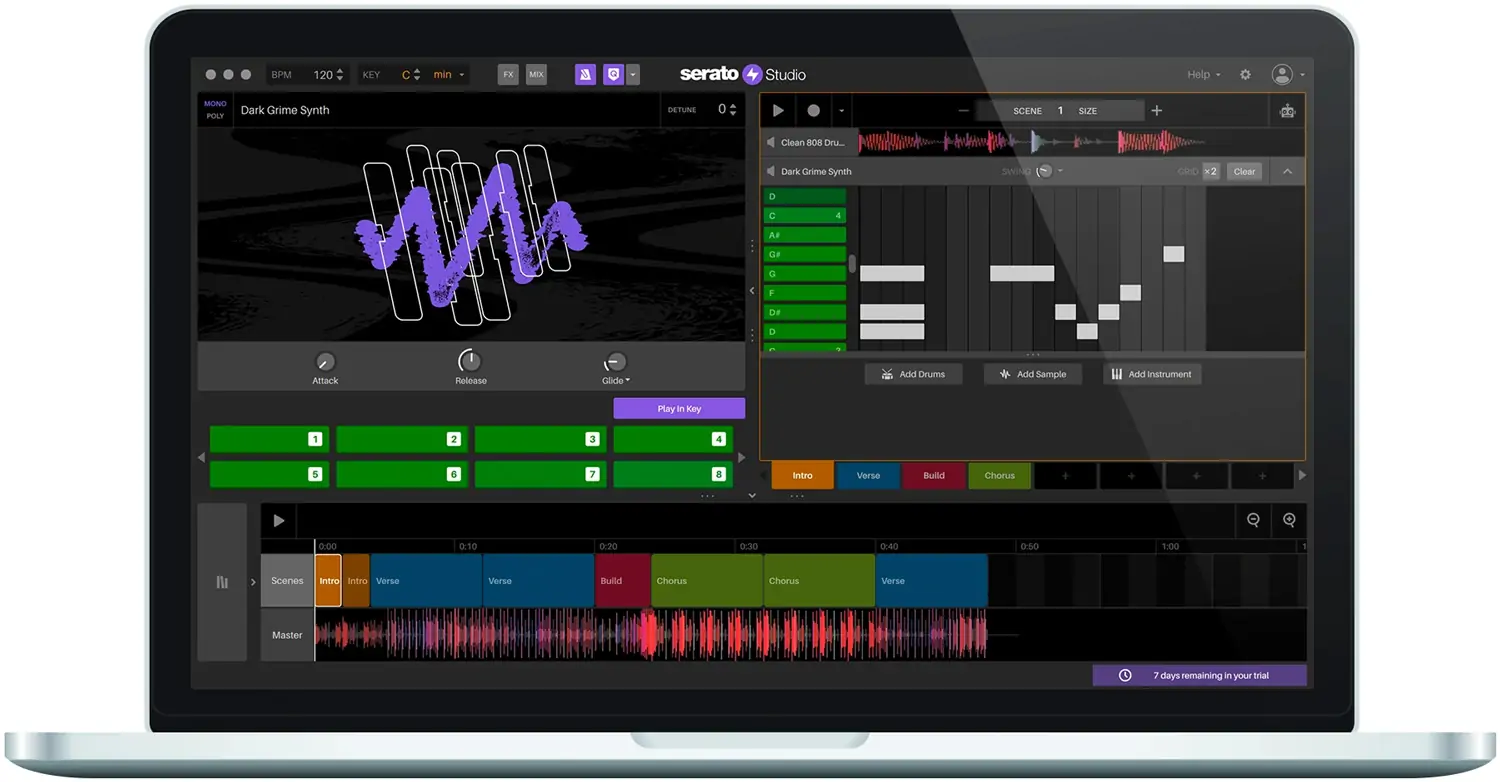 BPM 120 KEY C min FX MIX serato Studio Help
MONO
POLY
Dark Grime Synth
DETUNE 0
SCENE 1 SIZE
Clean 808 Dru...
Dark Grime Synth
SWING
GRID ×2 Clear
D
C 4
A#
G#
G
F
D#
D
Attack
Release
Glide
Add Drums
Add Sample
Add Instrument
Play In Key
1 2 3 4
5 6 7 8
Intro Verse Build Chorus + + + +
0:00 0:10 0:20 0:30 0:40 0:50 1:00
Scenes Intro Intro Verse Verse Build Chorus Chorus Verse
Master
7 days remaining in your trial